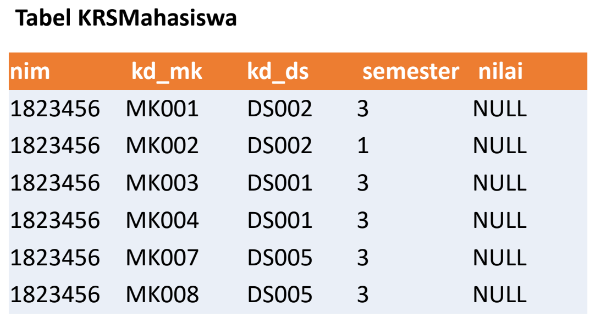 Tabel KRSMahasiswa
nim kd_mk kd_ds semester nilai
1823456 MK001 DS002 3 NULL
1823456 MK002 DS002 1 NULL
1823456 MK003 DS001 3 NULL
1823456 MK004 DS001 3 NULL
1823456 MK007 DS005 3 NULL
1823456 MK008 DS005 3 NULL